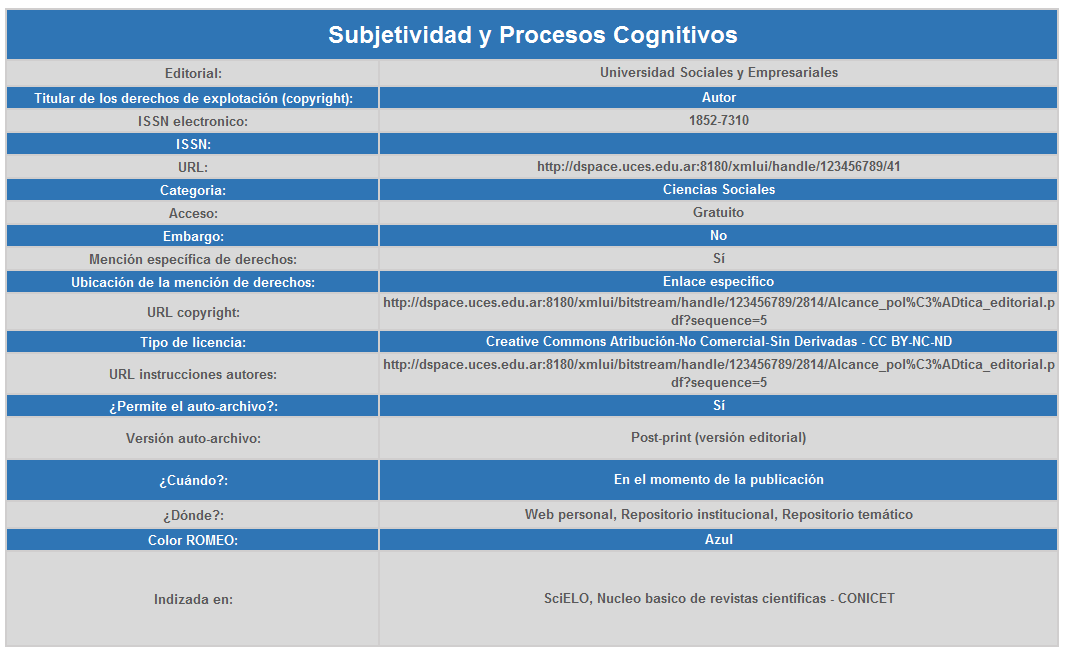 Subjetividad y Procesos Cognitivos
Editorial: Universidad Sociales y Empresariales
Titular de los derechos de explotación (copyright): Autor
ISSN electronico: 1852-7310
ISSN:
URL: http://dspace.uces.edu.ar:8180/xmlui/handle/123456789/41
Categoria: Ciencias Sociales
Acceso: Gratuito
Embargo: No
Mención específica de derechos: Sí
Ubicación de la mención de derechos: Enlace especifico
URL copyright: http://dspace.uces.edu.ar:8180/xmlui/bitstream/handle/123456789/2814/Alcance_pol%C3%ADtica_editorial.p
df?sequence=5
Tipo de licencia: Creative Commons Atribución-No Comercial-Sin Derivadas - CC BY-NC-ND
URL instrucciones autores: http://dspace.uces.edu.ar:8180/xmlui/bitstream/handle/123456789/2814/Alcance_pol%C3%ADtica_editorial.p
df?sequence=5
¿Permite el auto-archivo?: Sí
Versión auto-archivo: Post-print (versión editorial)
¿Cuándo?: En el momento de la publicación
¿Dónde?: Web personal, Repositorio institucional, Repositorio temático
Color ROMEO: Azul
Indizada en: SciELO, Nucleo basico de revistas cientificas - CONICET